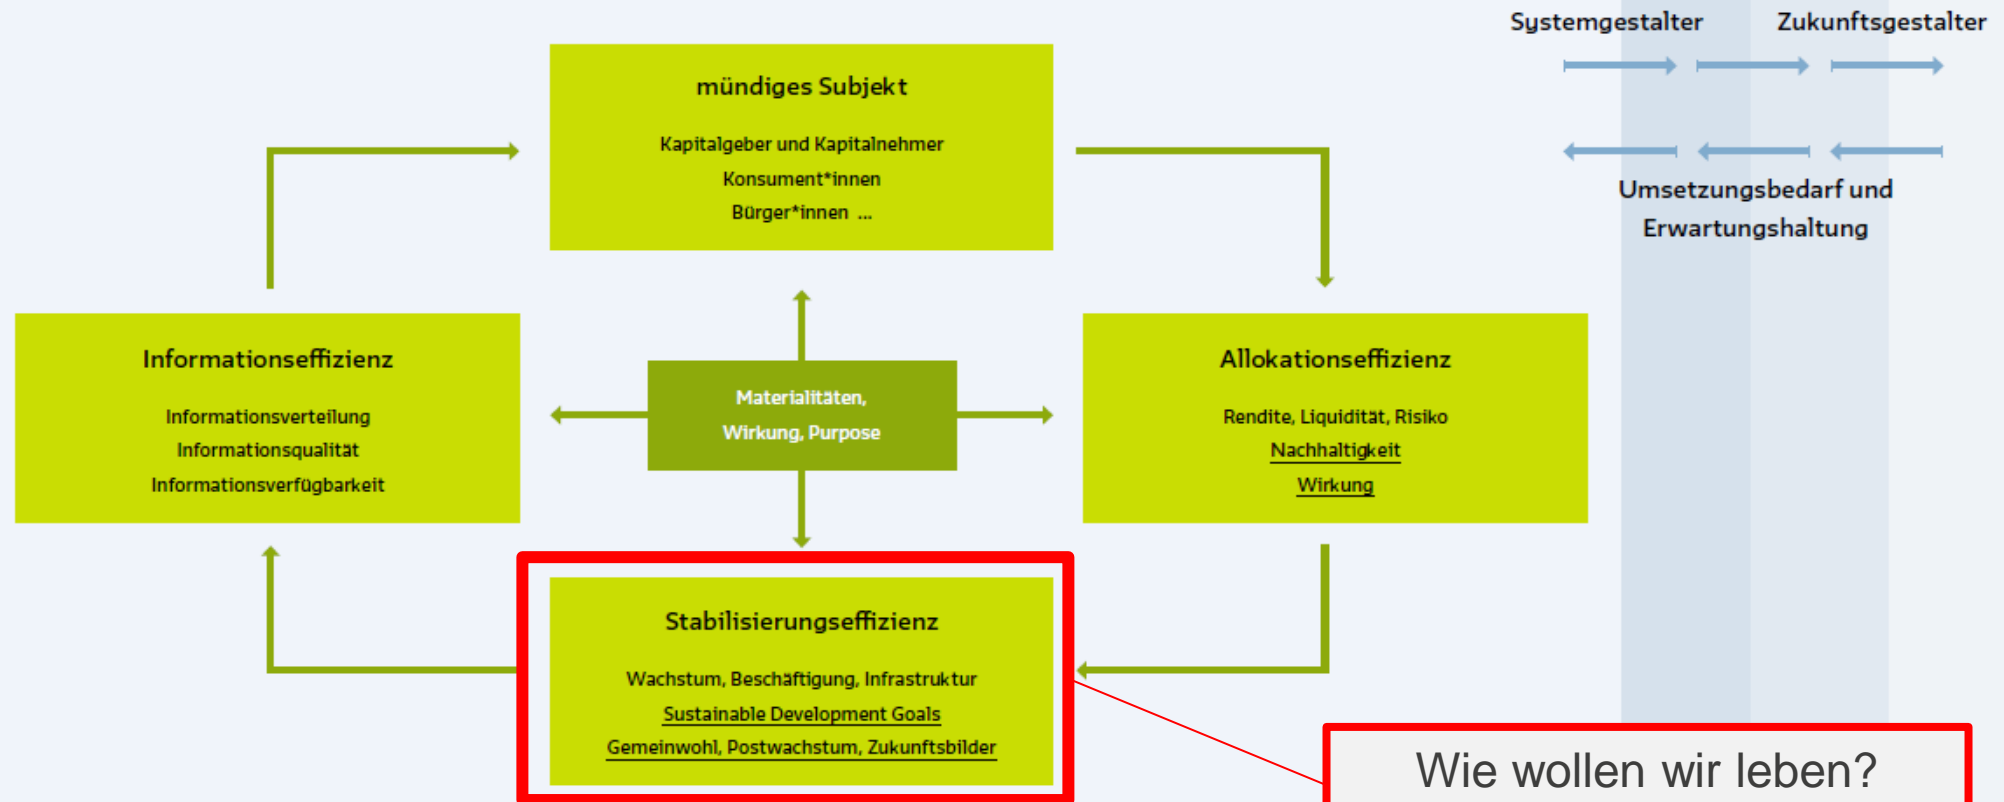 Systemgestalter
Zukunftsgestalter
Umsetzungsbedarf und
Erwartungshaltung
mündiges Subjekt
Kapitalgeber und Kapitalnehmer
Konsument*innen
Bürger*innen ...
Informationseffizienz
Informationsverteilung
Informationsqualität
Informationsverfügbarkeit
Materialitäten,
Wirkung, Purpose
Allokationseffizienz
Rendite, Liquidität, Risiko
Nachhaltigkeit
Wirkung
Stabilisierungseffizienz
Wachstum, Beschäftigung, Infrastruktur
Sustainable Development Goals
Gemeinwohl, Postwachstum, Zukunftsbilder
Wie wollen wir leben?